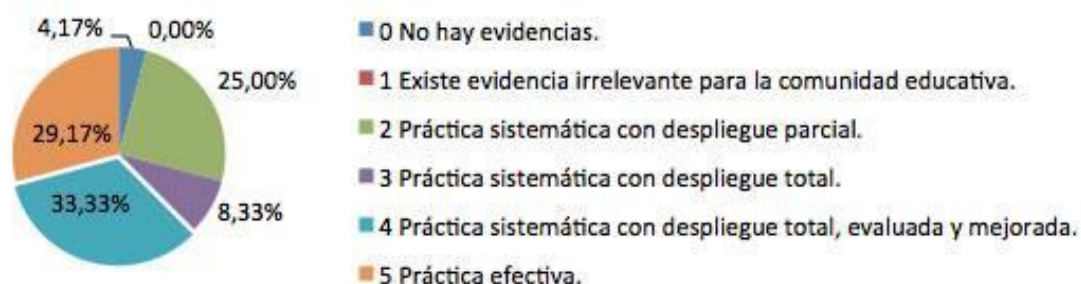 4,17%
0,00%
25,00%
29,17%
33,33%
8,33%
0 No hay evidencias.
1 Existe evidencia irrelevante para la comunidad educativa.
2 Práctica sistemática con despliegue parcial.
3 Práctica sistemática con despliegue total.
4 Práctica sistemática con despliegue total, evaluada y mejorada.
5 Práctica efectiva.